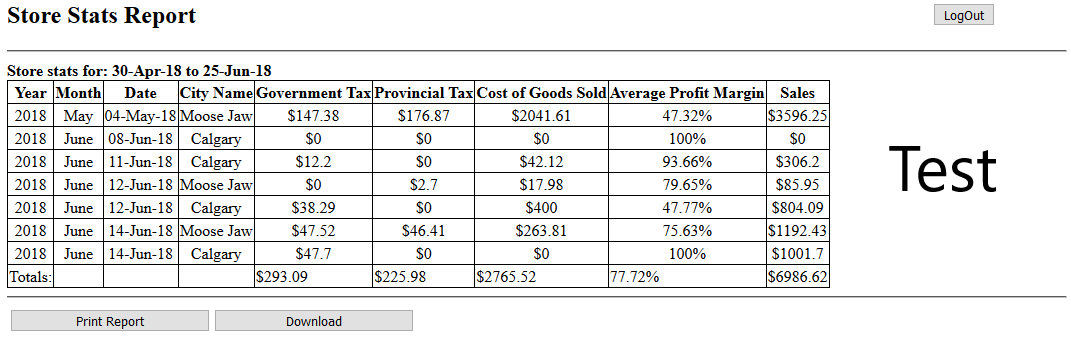 Store Stats Report
LogOut
Store stats for: 30-Apr-18 to 25-Jun-18
Year Month Date City Name Government Tax Provincial Tax Cost of Goods Sold Average Profit Margin Sales
2018 May 04-May-18 Moose Jaw $147.38 $176.87 $2041.61 47.32% $3596.25
2018 June 08-Jun-18 Calgary $0 $0 $0 100% $0
2018 June 11-Jun-18 Calgary $12.2 $0 $42.12 93.66% $306.2
2018 June 12-Jun-18 Moose Jaw $0 $2.7 $17.98 79.65% $85.95
2018 June 12-Jun-18 Calgary $38.29 $0 $400 47.77% $804.09
2018 June 14-Jun-18 Moose Jaw $47.52 $46.41 $263.81 75.63% $1192.43
2018 June 14-Jun-18 Calgary $47.7 $0 $0 100% $1001.7
Totals: $293.09 $225.98 $2765.52 77.72% $6986.62
Test
Print Report Download